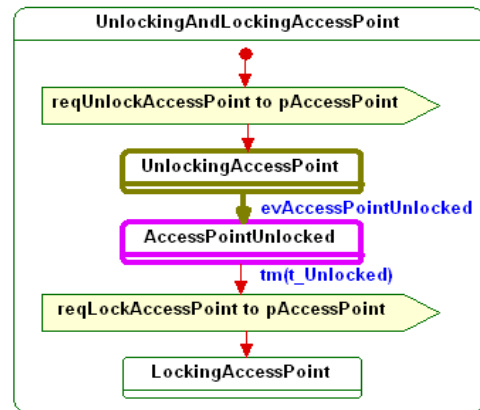 UnlockingAndLockingAccessPoint
reqUnlockAccessPoint to pAccessPoint
UnlockingAccessPoint
evAccessPointUnlocked
AccessPointUnlocked
tm(t_Unlocked)
reqLockAccessPoint to pAccessPoint
LockingAccessPoint